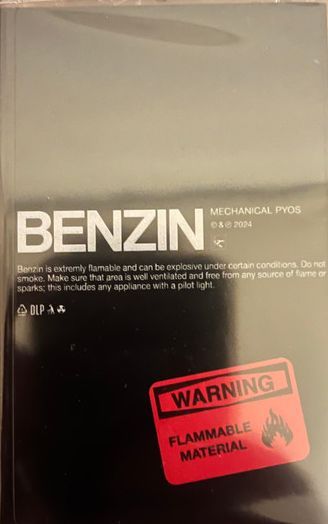 BENZIN
MECHANICAL PYOS
© & ℗ 2024
Benzin is extremely flamable and can be explosive under certain conditions. Do not
smoke. Make sure that area is well ventilated and free from any source of flame or
sparks; this includes any appliance with a pilot light.
DLP
WARNING
FLAMMABLE
MATERIAL